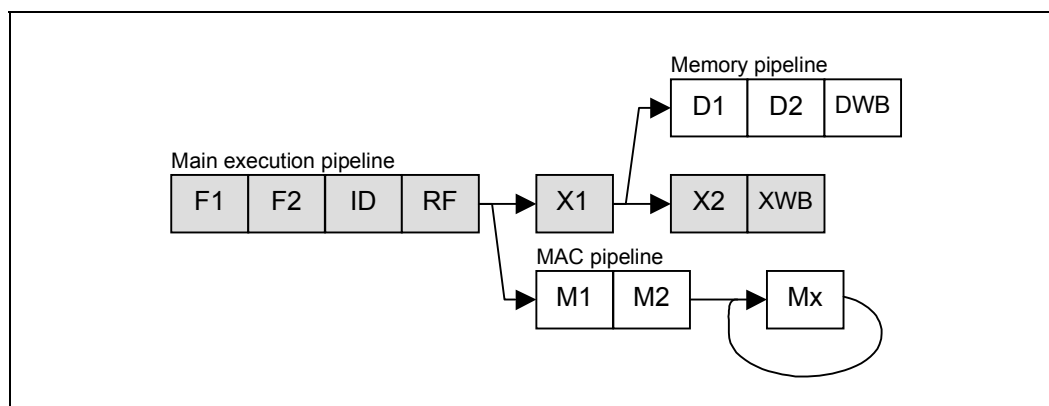 Memory pipeline
D1 D2 DWB
Main execution pipeline
F1 F2 ID RF X1 X2 XWB
MAC pipeline
M1 M2 Mx